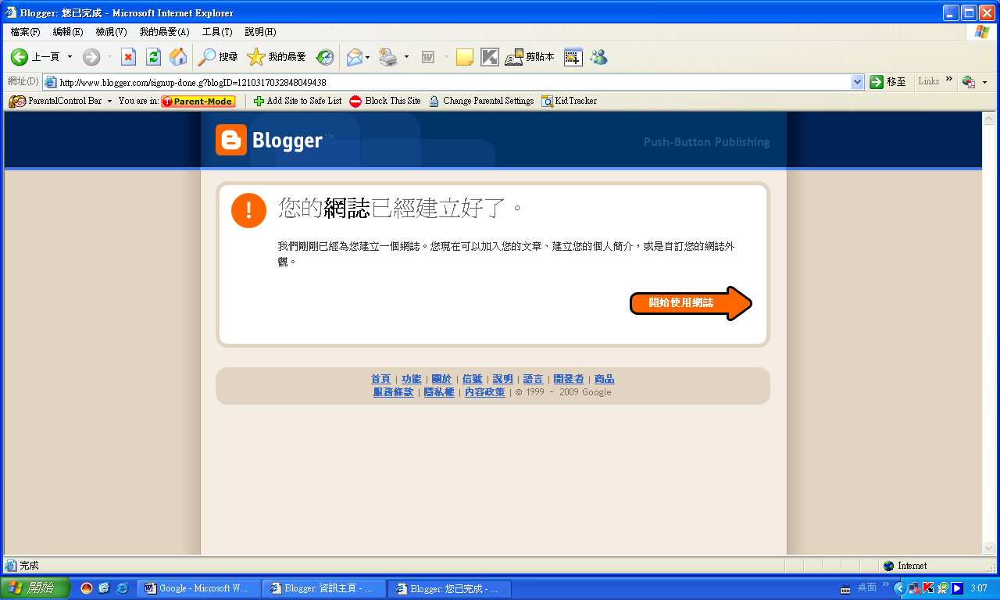 Blogger: 您已完成 - Microsoft Internet Explorer
檔案(F) 編輯(E) 檢視(V) 我的最愛(A) 工具(T) 說明(H)
上一頁 搜尋 我的最愛 剪貼本
網址(D) http://www.blogger.com/signup-done.g?blogID=1210317032848049438 移至 Links »
ParentalControl Bar You are in: Parent-Mode Add Site to Safe List Block This Site Change Parental Settings Kid Tracker
Blogger™ Push-Button Publishing
您的網誌已經建立好了。
我們剛剛已經為您建立一個網誌。您現在可以加入您的文章、建立您的個人簡介，或是自訂您的網誌外
觀。
開始使用網誌
首頁 | 功能 | 關於 | 信號 | 說明 | 語言 | 開發者 | 商品
服務條款 | 隱私權 | 內容政策 | © 1999 - 2009 Google
完成 Internet
開始 Google - Microsoft W... Blogger: 資訊主頁 - ... Blogger: 您已完成 - ... 桌面 » 3:07